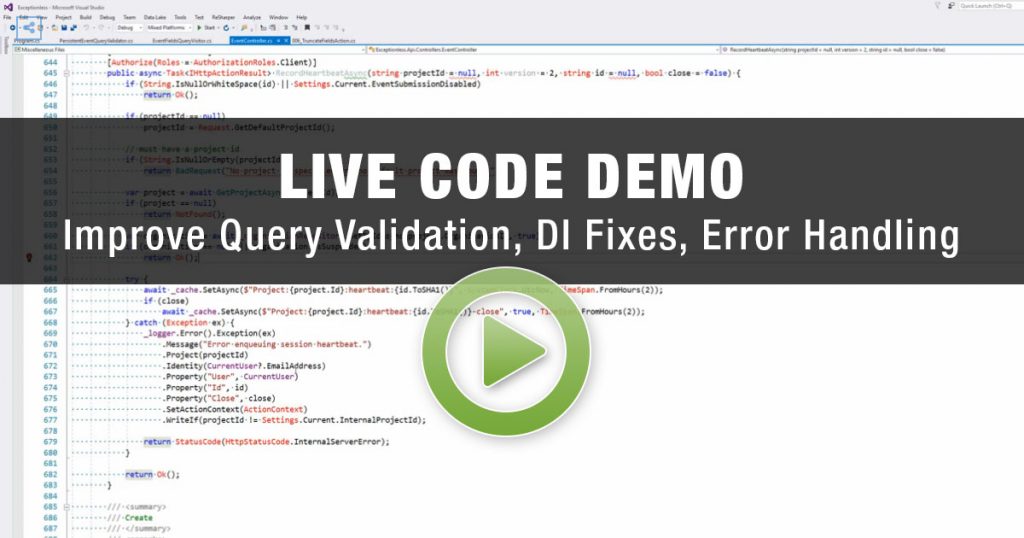 Exceptionless - Microsoft Visual Studio
Quick Launch (Ctrl+Q)
File Edit View Project Build Debug Team Data Lake Tools Test ReSharper Analyze Window Help
Debug Mixed Platforms Start
Program.cs PersistentEventQueryValidator.cs EventFieldsQueryVisitor.cs EventController.cs 006_TruncateFieldsAction.cs
Miscellaneous Files Exceptionless.Api.Controllers.EventController RecordHeartbeatAsync(string projectId = null, int version = 2, string id = null, bool close = false)
644 [Authorize(Roles = AuthorizationRoles.Client)]
645 public async Task<IHttpActionResult> RecordHeartbeatAsync(string projectId = null, int version = 2, string id = null, bool close = false) {
646 if (String.IsNullOrWhiteSpace(id) || Settings.Current.EventSubmissionDisabled)
647 return Ok();
648
649 if (projectId == null)
650 projectId = Request.GetDefaultProjectId();
651
652 // must have a project id
653 if (String.IsNullOrEmpty(projectId
654 return BadRequest("No project
LIVE CODE DEMO
655
656 var project = await GetProjectAsync
657 if (project == null)
658 return NotFound();
Improve Query Validation, DI Fixes, Error Handling
662 return Ok();
663
664 try {
665 await _cache.SetAsync($"Project:{project.Id}:heartbeat:{id.ToSHA1()}", TimeSpan.FromHours(2));
666 if (close)
667 await _cache.SetAsync($"Project:{project.Id}:heartbeat:{id.ToSHA1()}-close", true, TimeSpan.FromHours(2));
668 } catch (Exception ex) {
669 _logger.Error().Exception(ex)
670 .Message("Error enqueuing session heartbeat.")
671 .Project(projectId)
672 .Identity(CurrentUser?.EmailAddress)
673 .Property("User", CurrentUser)
674 .Property("Id", id)
675 .Property("Close", close)
676 .SetActionContext(ActionContext)
677 .WriteIf(projectId != Settings.Current.InternalProjectId);
678
679 return StatusCode(HttpStatusCode.InternalServerError);
680 }
681
682 return Ok();
683 }
684
685 /// <summary>
686 /// Create
687 /// </summary>